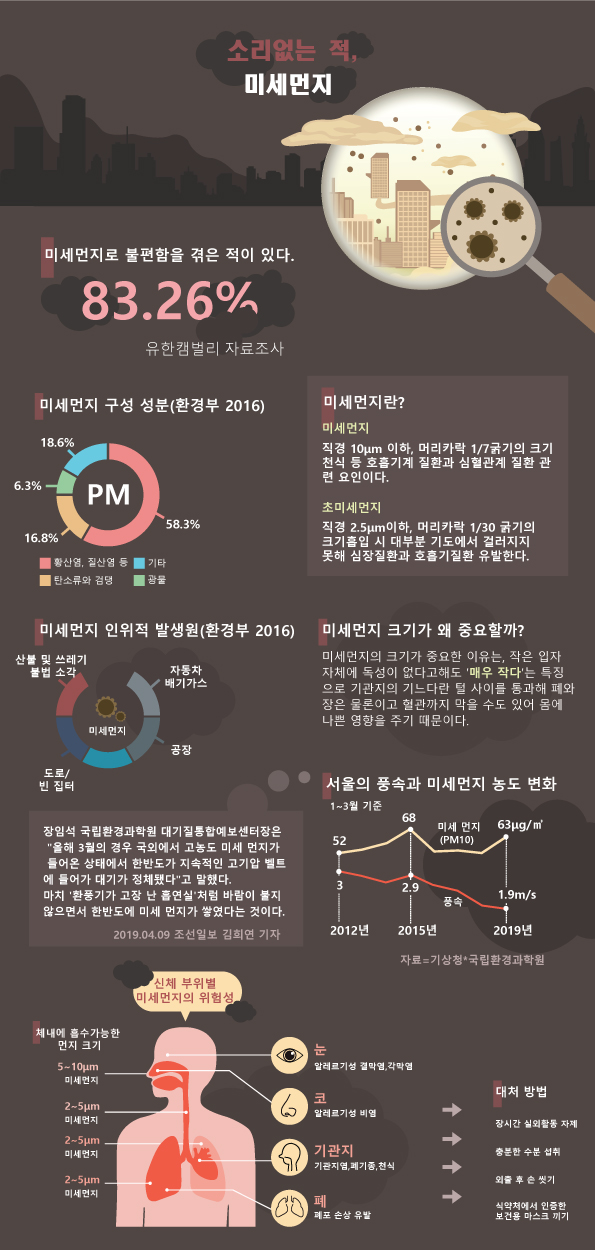 소리없는 적,
미세먼지
미세먼지로 불편함을 겪은 적이 있다.
83.26%
유한캠벌리 자료조사
미세먼지 구성 성분(환경부 2016)
18.6%
6.3%
PM
16.8%
58.3%
황산염, 질산염 등
기타
탄소류와 검댕
광물
미세먼지란?
미세먼지
직경 10μm 이하, 머리카락 1/7굵기의 크기
천식 등 호흡기계 질환과 심혈관계 질환 관
련 요인이다.
초미세먼지
직경 2.5μm이하, 머리카락 1/30 굵기의
크기흡입 시 대부분 기도에서 걸러지지
못해 심장질환과 호흡기질환 유발한다.
미세먼지 인위적 발생원(환경부 2016)
산불 및 쓰레기
불법 소각
자동차
배기가스
미세먼지
공장
도로/
빈 집터
미세먼지 크기가 왜 중요할까?
미세먼지의 크기가 중요한 이유는, 작은 입자
자체에 독성이 없다고해도 '매우 작다'는 특징
으로 기관지의 기느다란 털 사이를 통과해 폐와
장은 물론이고 혈관까지 막을 수도 있어 몸에
나쁜 영향을 주기 때문이다.
장임석 국립환경과학원 대기질통합예보센터장은
"올해 3월의 경우 국외에서 고농도 미세 먼지가
들어온 상태에서 한반도가 지속적인 고기압 벨트
에 들어가 대기가 정체됐다"고 말했다.
마치 '환풍기가 고장 난 흡연실'처럼 바람이 불지
않으면서 한반도에 미세 먼지가 쌓였다는 것이다.
2019.04.09 조선일보 김희연 기자
서울의 풍속과 미세먼지 농도 변화
1~3월 기준
52
68
미세 먼지
(PM10)
63μg/㎥
3
2.9
풍속
1.9m/s
2012년
2015년
2019년
자료=기상청*국립환경과학원
신체 부위별
미세먼지의 위험성
체내에 흡수가능한
먼지 크기
5~10μm
미세먼지
2~5μm
미세먼지
2~5μm
미세먼지
2~5μm
미세먼지
눈
알레르기성 결막염,각막염
코
알레르기성 비염
기관지
기관지염,폐기종,천식
폐
폐포 손상 유발
대처 방법
장시간 실외활동 자제
충분한 수분 섭취
외출 후 손 씻기
식약처에서 인증한
보건용 마스크 끼기